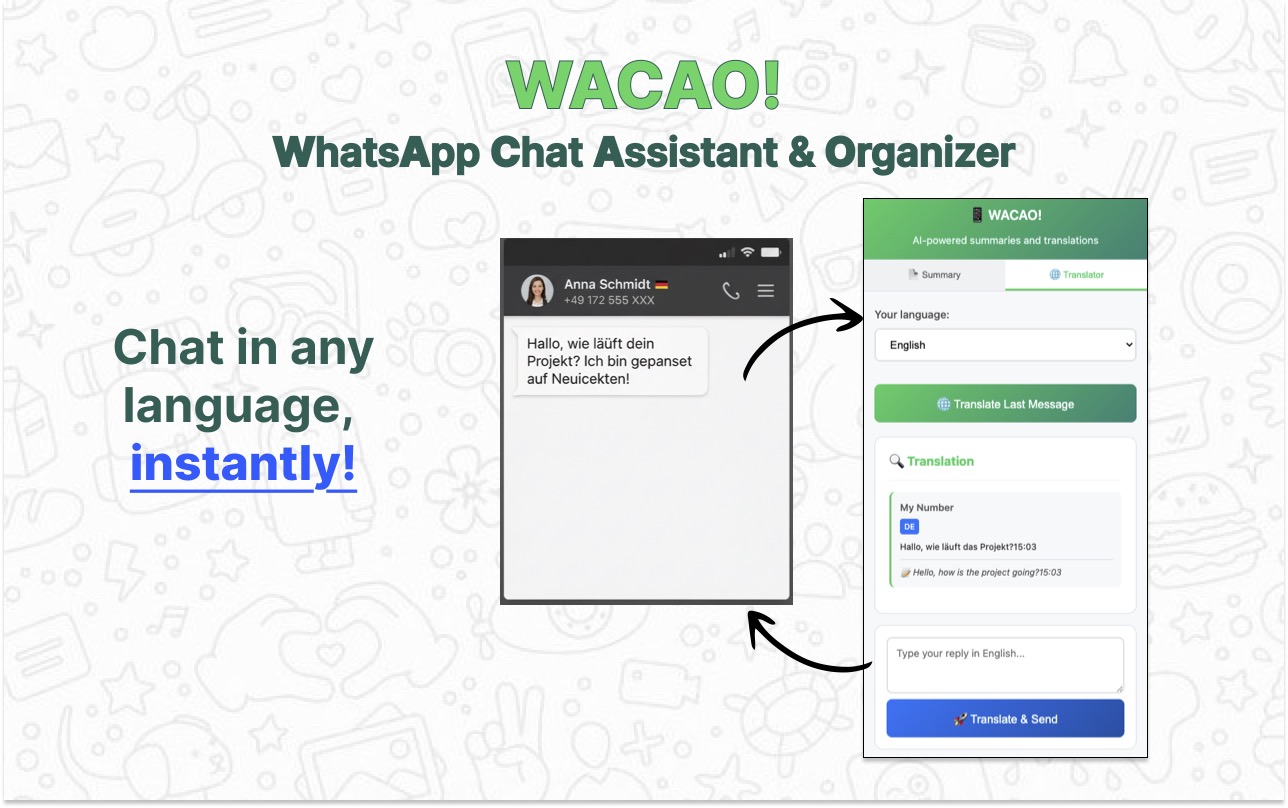 WACAO!
WhatsApp Chat Assistant & Organizer
Chat in any
language,
instantly!
Anna Schmidt
+49 172 555 XXX
Hallo, wie läüft dein
Projekt? Ich bin gepanset
auf Neuicekten!
WACAO!
AI-powered summaries and translations
Summary
Translator
Your language:
English
Translate Last Message
Translation
My Number
DE
Hallo, wie läuft das Projekt?15:03
Hello, how is the project going?15:03
Type your reply in English...
Translate & Send